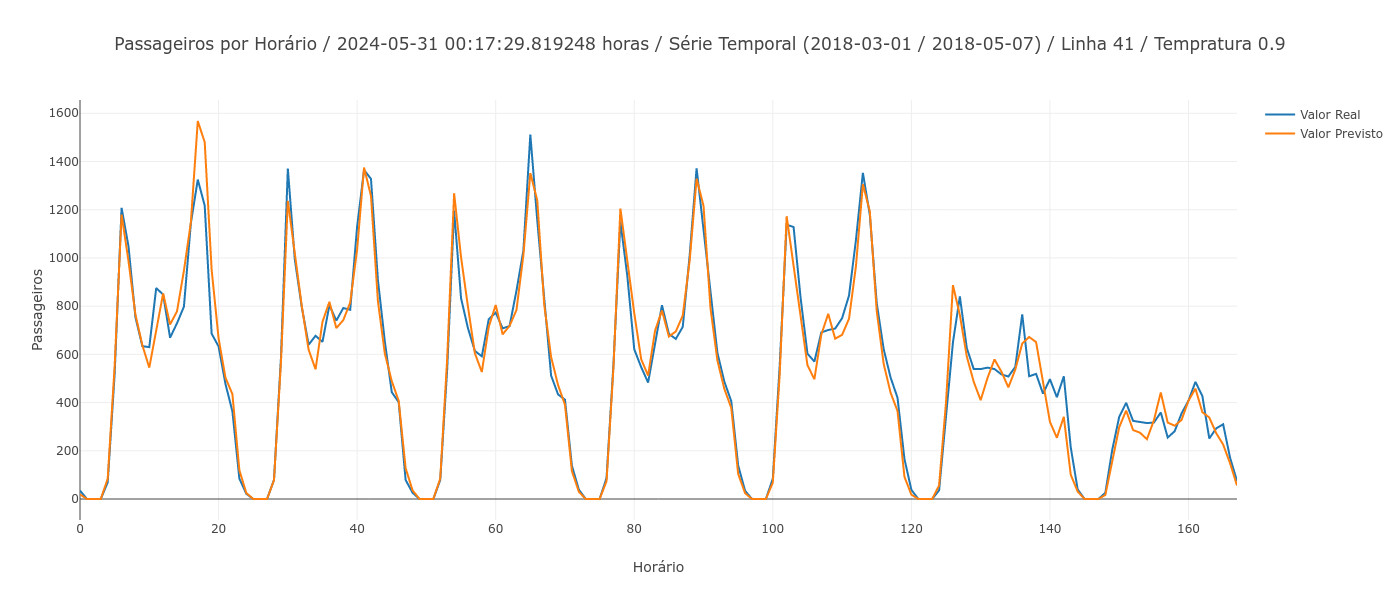 Passageiros por Horário / 2024-05-31 00:17:29.819248 horas / Série Temporal (2018-03-01 / 2018-05-07) / Linha 41 / Tempratura 0.9
Valor Real
Valor Previsto
Passageiros
1600
1400
1200
1000
800
600
400
200
0
0 20 40 60 80 100 120 140 160
Horário